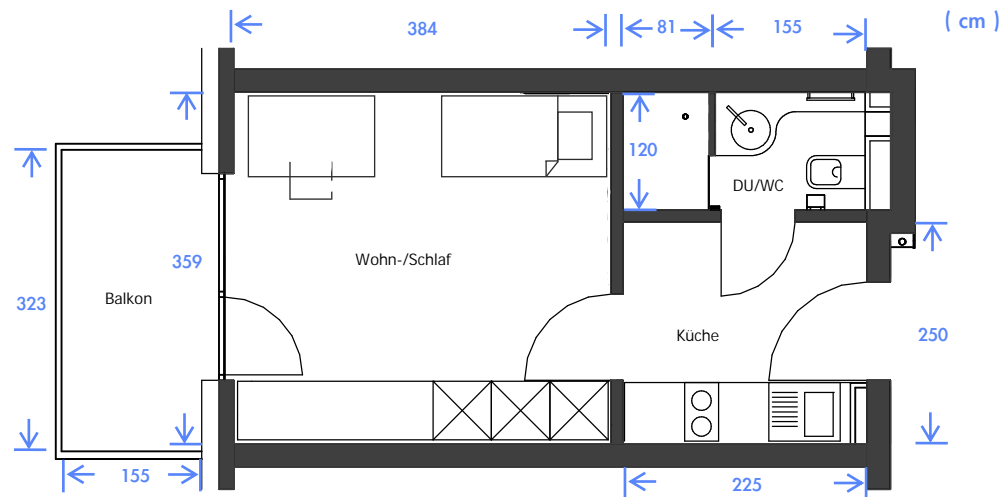 384
81
155
( cm )
120
DU/WC
359
Wohn-/Schlaf
323
Balkon
Küche
250
155
225